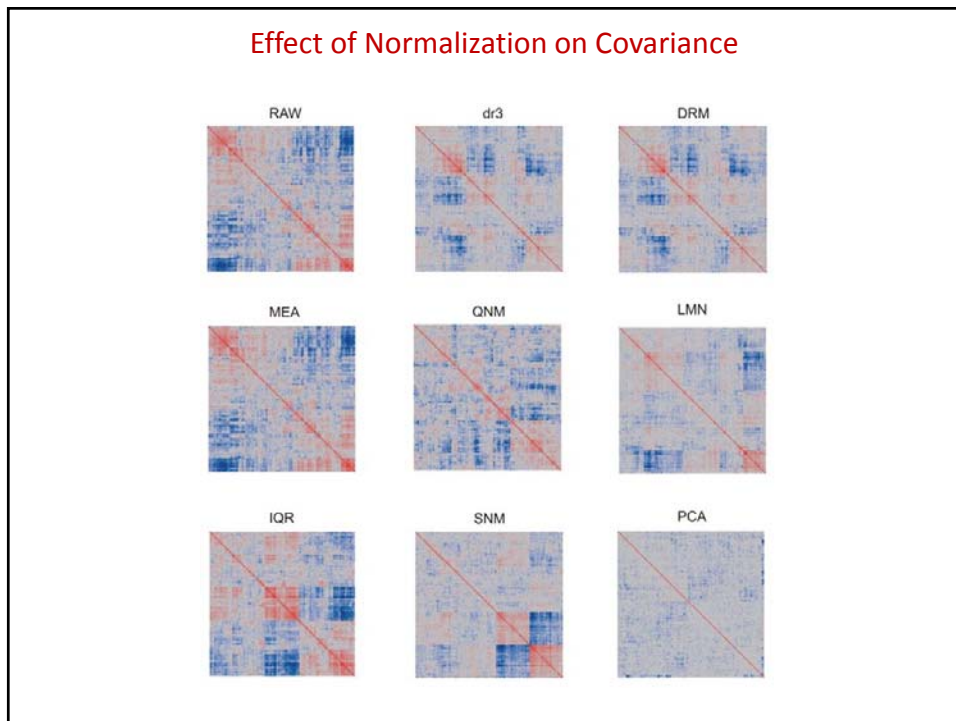 Effect of Normalization on Covariance
RAW dr3 DRM
MEA QNM LMN
IQR SNM PCA